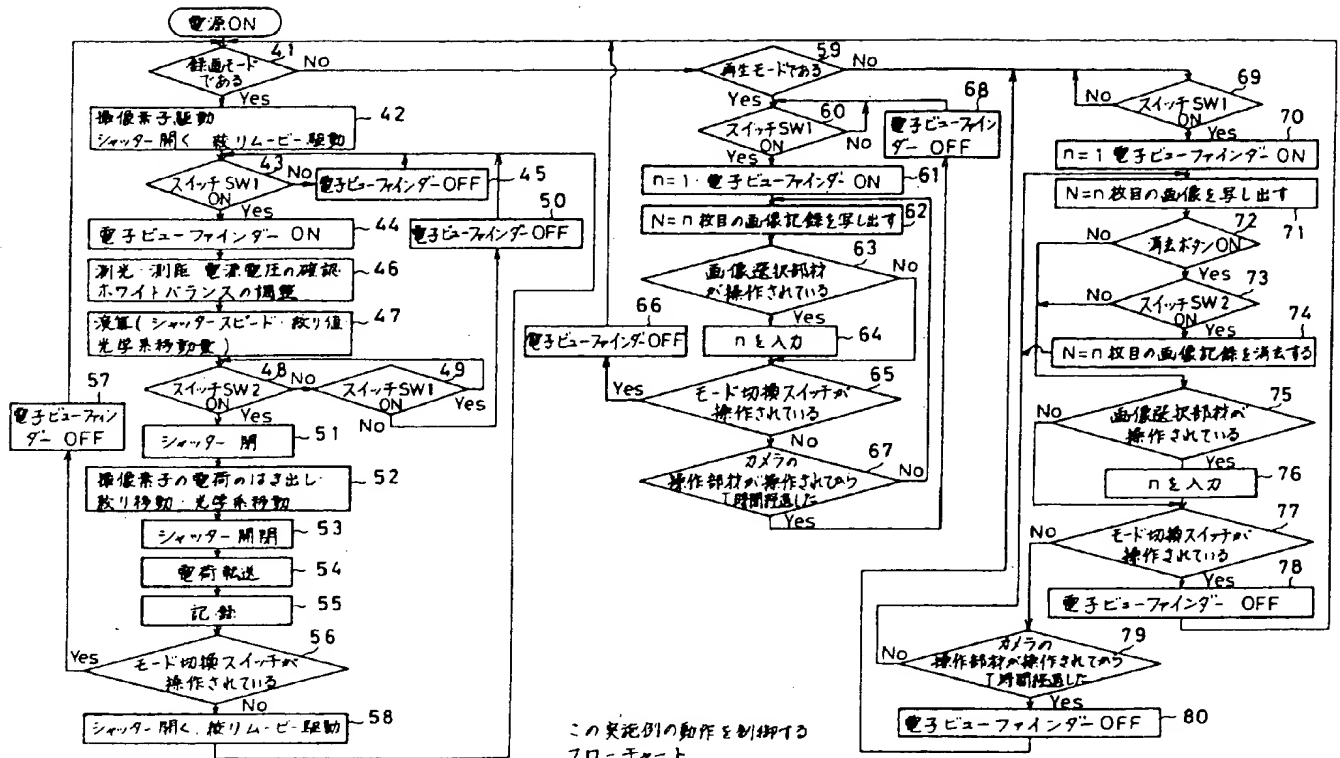 電源ON
41
録画モード
である
No
Yes
撮像素子駆動
シャッター開く 絞りムービー駆動
42
43
スイッチSW1
ON
No
Yes
電子ビューファインダーOFF
45
電子ビューファインダー ON
44
50
電子ビューファインダーOFF
測光・測距 電源電圧の確認・
ホワイトバランスの調整
46
演算(シャッタースピード・絞り値
光学系移動量)
47
スイッチSW2
ON
48
No
Yes
スイッチSW1
ON
49
Yes
No
57
電子ビューファイン
ダー OFF
シャッター 閉
51
撮像素子の電荷のはき出し・
絞り移動・光学系移動
52
シャッター開閉
53
電荷転送
54
記録
55
56
モード切換スイッチが
操作されている
Yes
No
シャッター開く、絞りムービー駆動
58
59
再生モードである
No
Yes
60
スイッチSW1
ON
No
Yes
68
電子ビューファイン
ダー OFF
n=1・電子ビューファインダー ON
61
N=n枚目の画像記録を写し出す
62
63
画像選択部材
が操作されている
No
Yes
nを入力
64
66
電子ビューファインダーOFF
65
モード切換スイッチが
操作されている
Yes
No
67
カメラの
操作部材が操作されてから
T時間経過した
No
Yes
69
スイッチSW1
ON
No
Yes
70
n=1 電子ビューファインダー ON
N=n枚目の画像を写し出す
71
72
消去ボタンON
No
Yes
73
スイッチSW2
ON
No
Yes
74
N=n枚目の画像記録を消去する
75
画像選択部材が
操作されている
No
Yes
nを入力
76
77
モード切換スイッチが
操作されている
No
Yes
78
電子ビューファインダー OFF
79
カメラの
操作部材が操作されてから
T時間経過した
No
Yes
電子ビューファインダーOFF
80
この実施例の動作を制御する
フローチャート